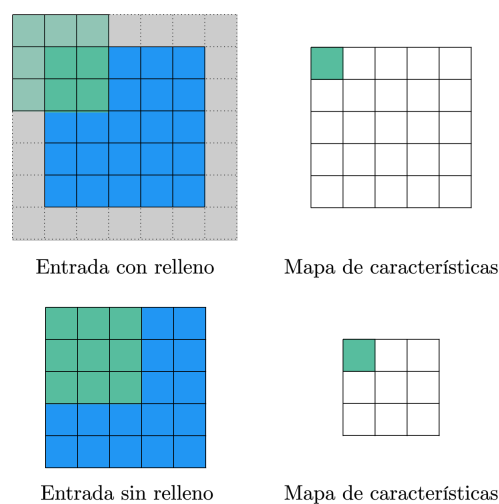 Entrada con relleno
Mapa de características
Entrada sin relleno
Mapa de características